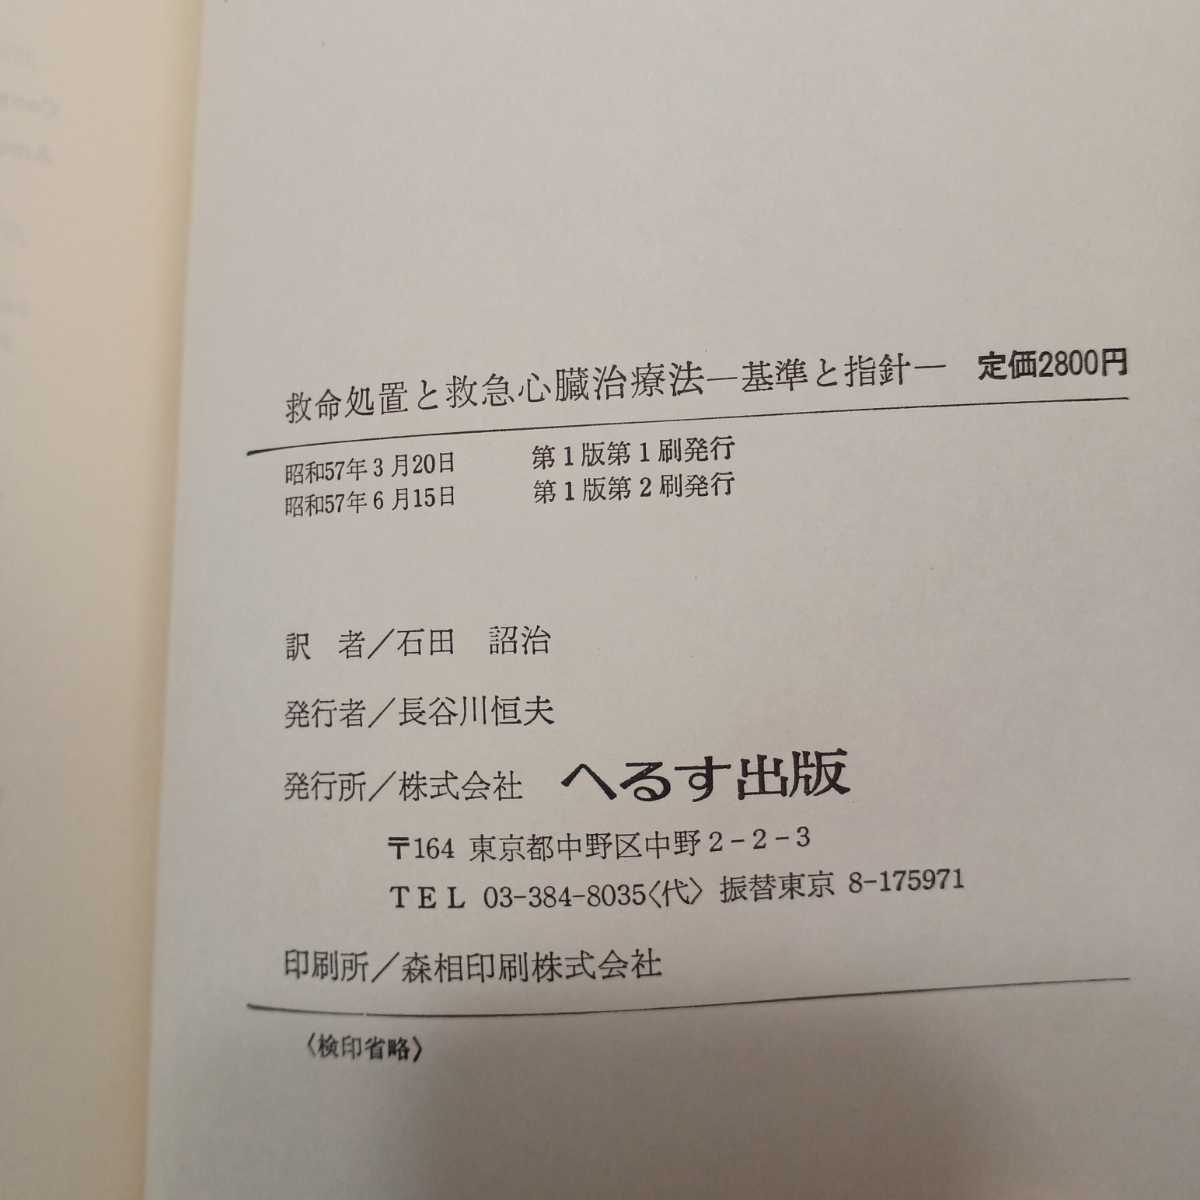 救命処置と救急心臓治療法―基準と指針― 定価2800円
昭和57年3月20日 第1版第1刷発行
昭和57年6月15日 第1版第2刷発行
訳 者／石田 詔治
発行者／長谷川恒夫
発行所／株式会社 へるす出版
〒164 東京都中野区中野2-2-3
TEL 03-384-8035〈代〉 振替東京 8-175971
印刷所／森相印刷株式会社
〈検印省略〉